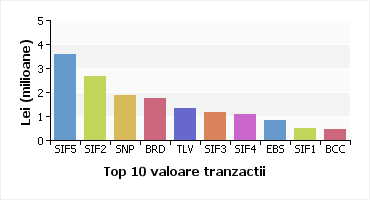 Lei (milioane)
5
4
3
2
1
0
SIF5 SIF2 SNP BRD TLV SIF3 SIF4 EBS SIF1 BCC
Top 10 valoare tranzactii